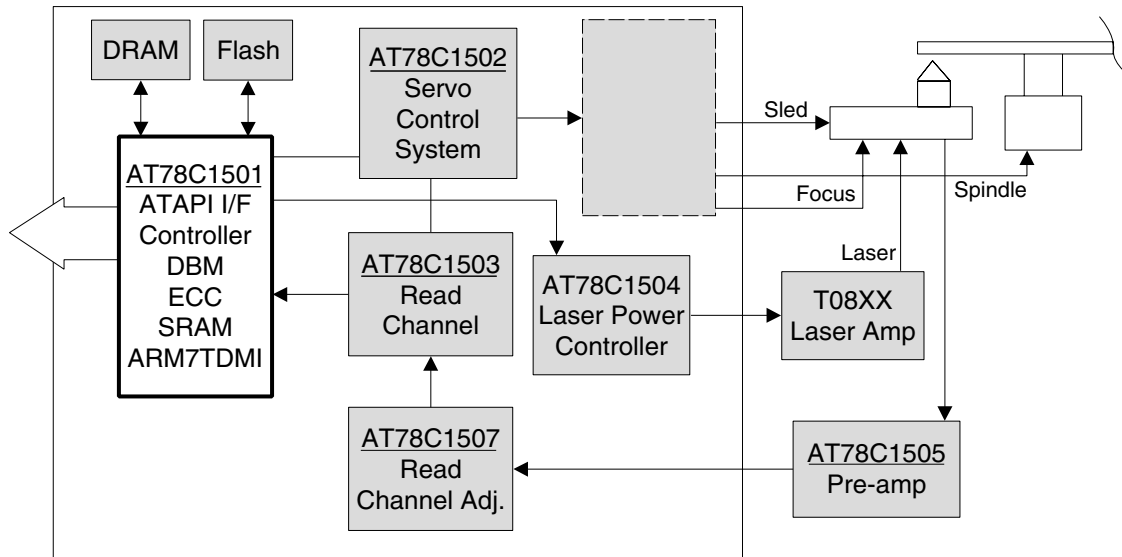 DRAM
Flash
AT78C1502
Servo
Control
System
Sled
AT78C1501
ATAPI I/F
Controller
DBM
ECC
SRAM
ARM7TDMI
Focus
Spindle
Laser
AT78C1503
Read
Channel
AT78C1504
Laser Power
Controller
T08XX
Laser Amp
AT78C1507
Read
Channel Adj.
AT78C1505
Pre-amp